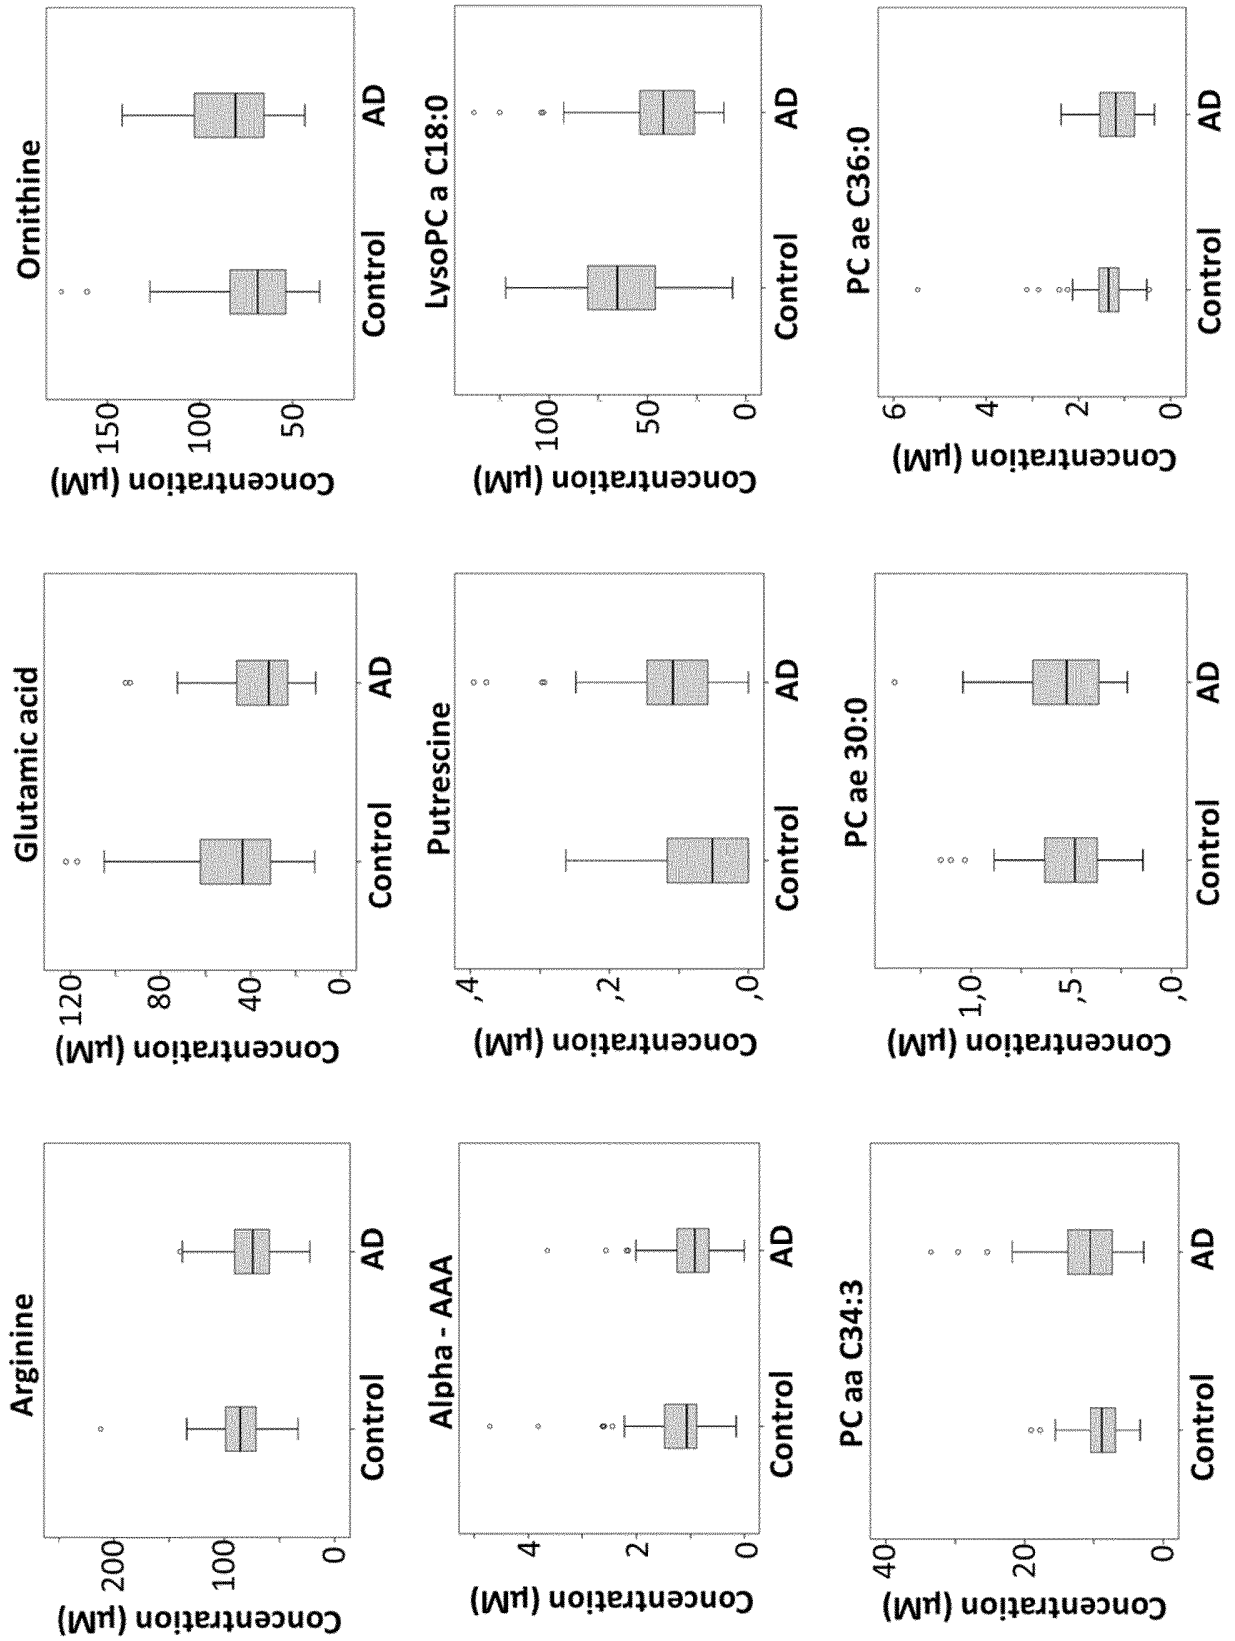 Arginine
Concentration (µM)
200
100
0
Control
AD
Glutamic acid
Concentration (µM)
120
80
40
0
Control
AD
Ornithine
Concentration (µM)
150
100
50
Control
AD
Alpha - AAA
Concentration (µM)
4
2
0
Control
AD
Putrescine
Concentration (µM)
,4
,2
,0
Control
AD
LysoPC a C18:0
Concentration (µM)
100
50
0
Control
AD
PC aa C34:3
Concentration (µM)
40
20
0
Control
AD
PC ae 30:0
Concentration (µM)
1,0
,5
,0
Control
AD
PC ae C36:0
Concentration (µM)
6
4
2
0
Control
AD